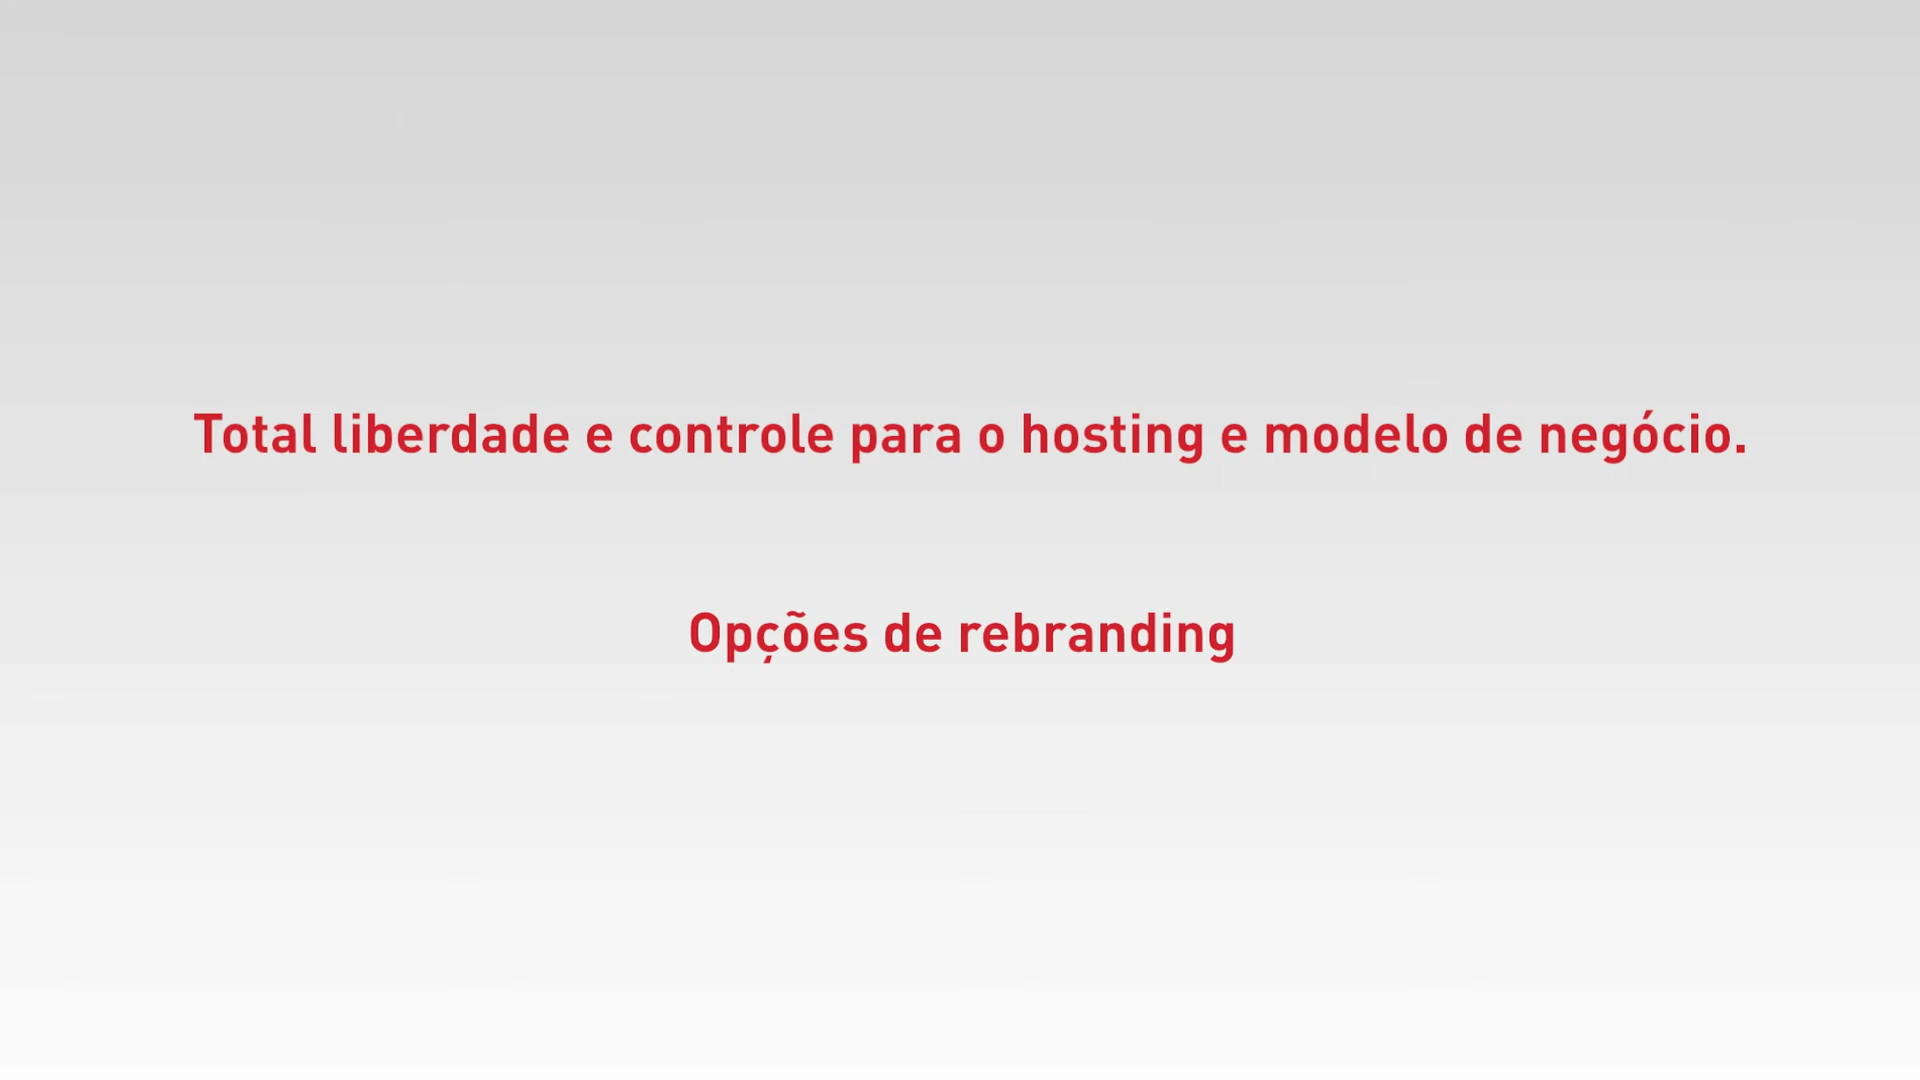 Total liberdade e controle para o hosting e modelo de negócio.
Opções de rebranding